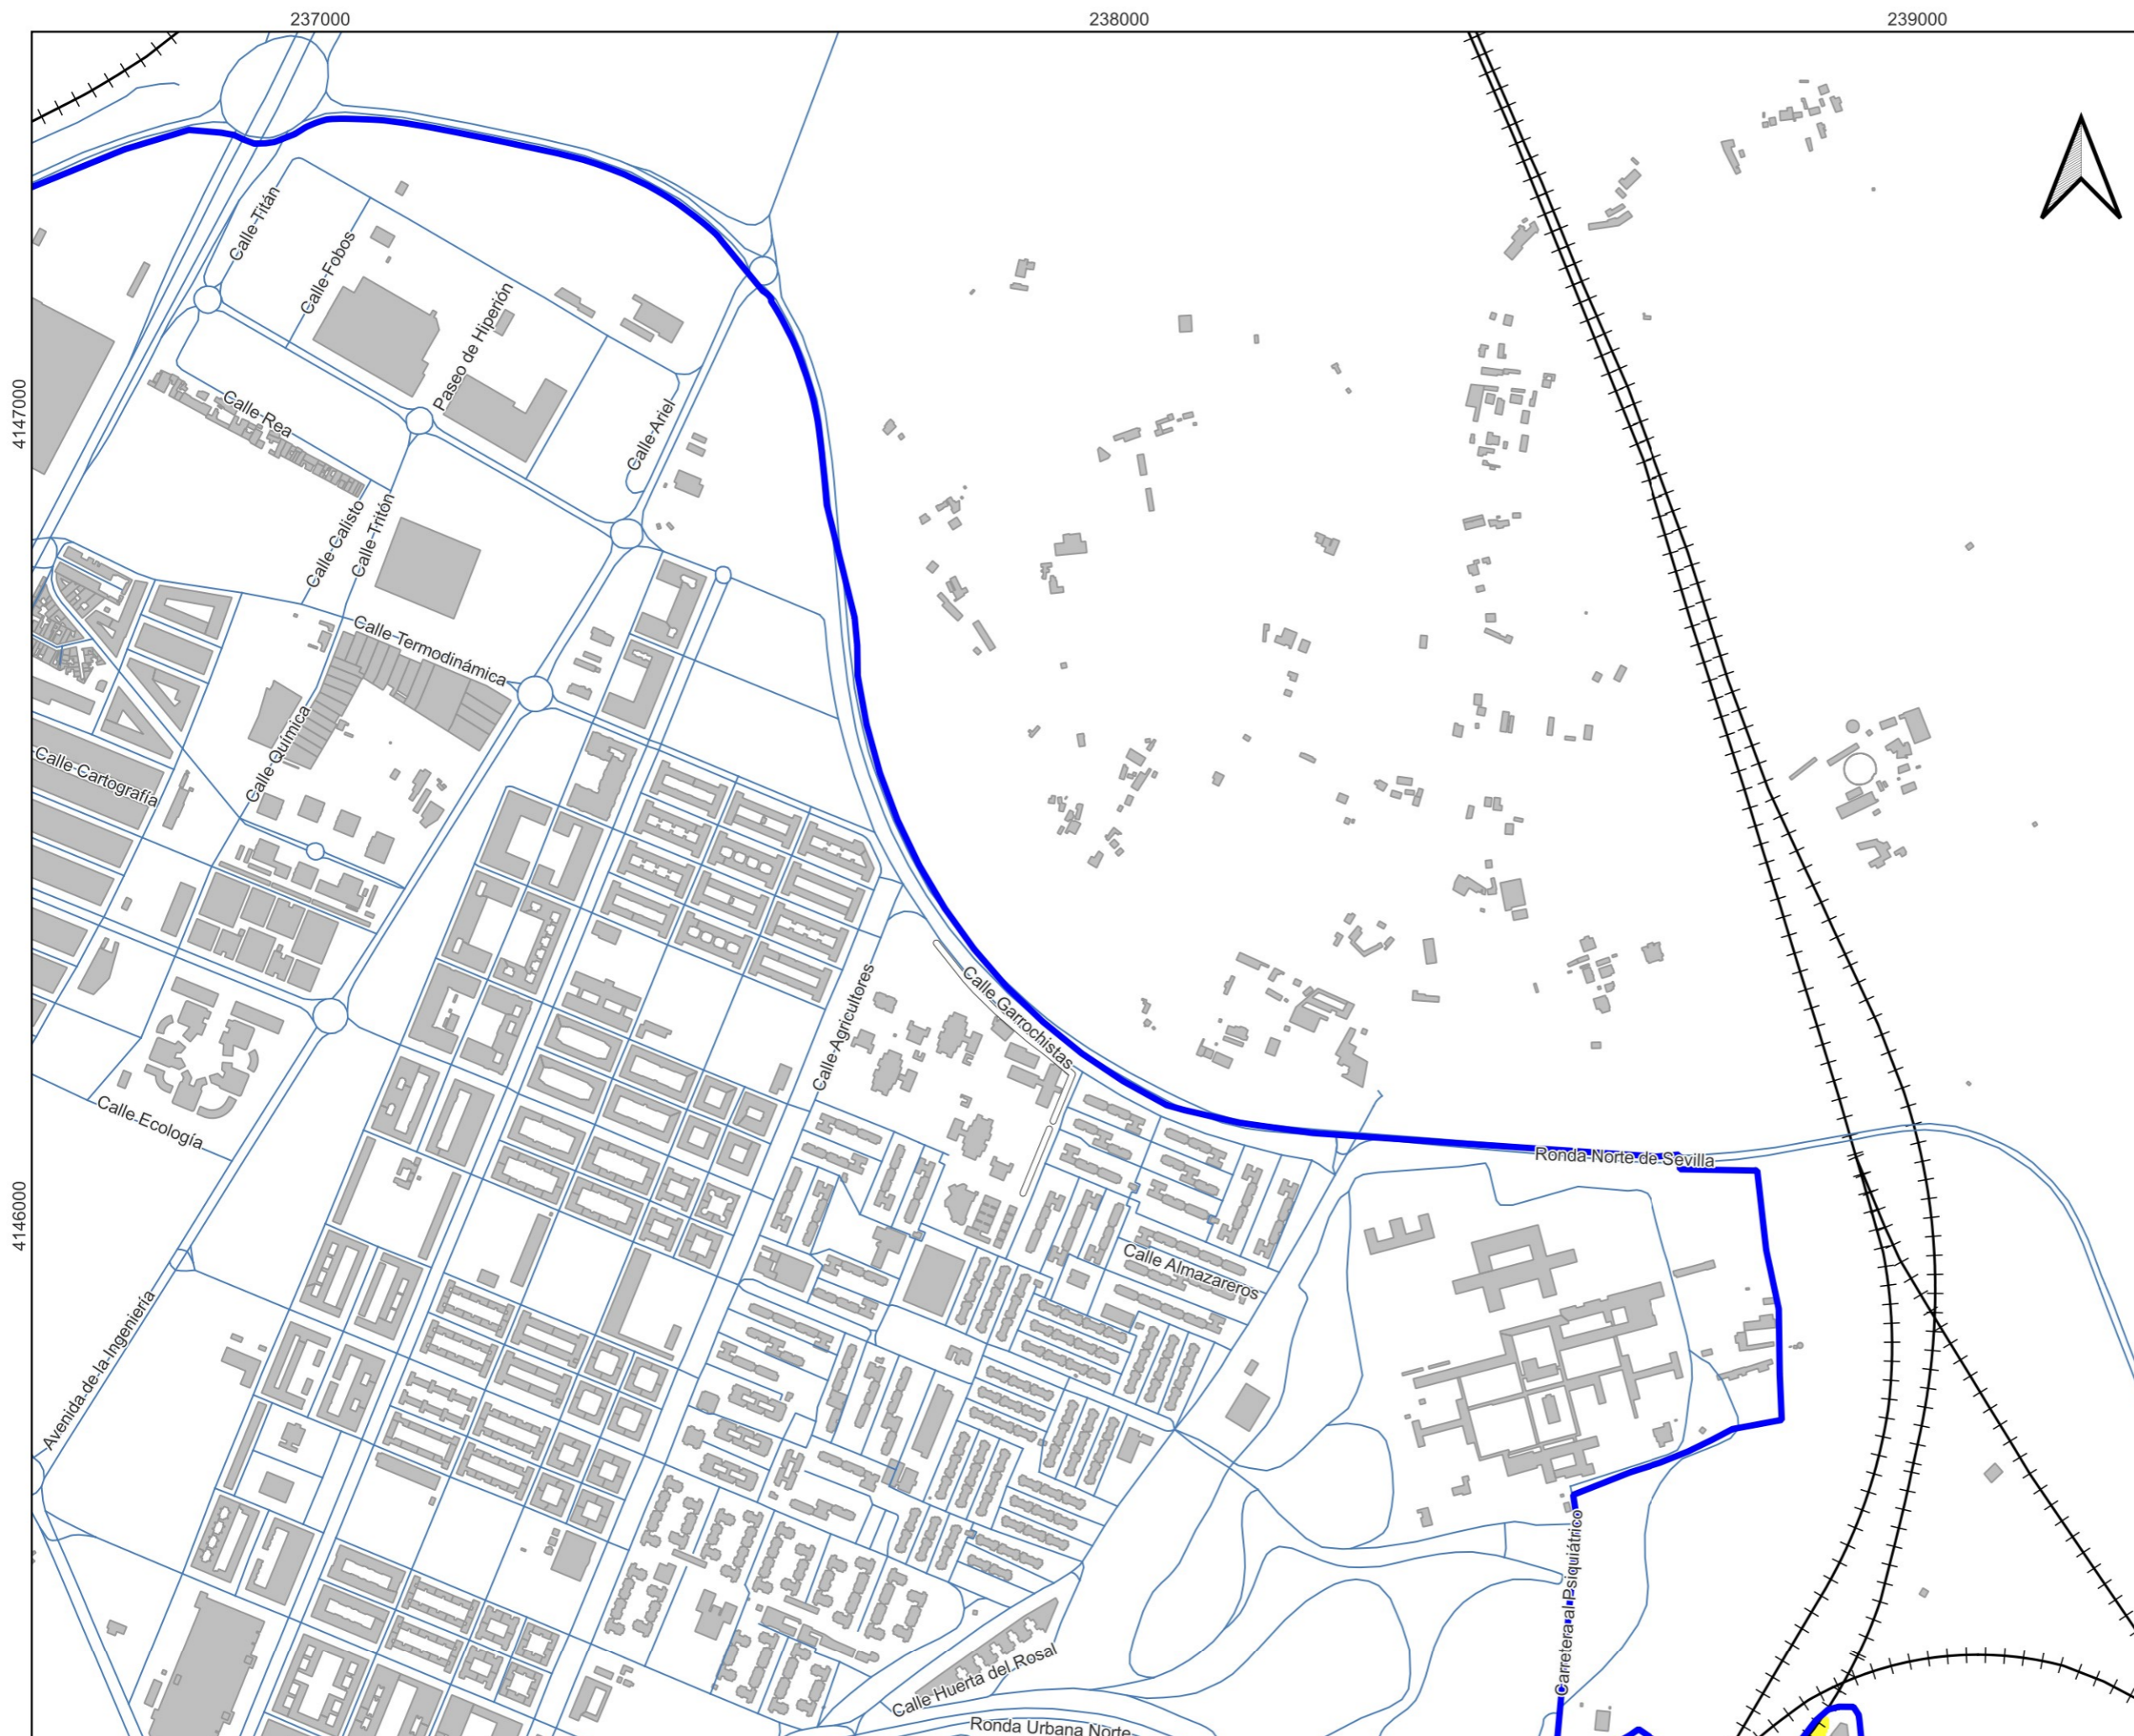 237000
238000
239000
4147000
4146000
Calle Titán
Calle Fobos
Paseo de Hiperión
Calle Rea
Calle Ariel
Calle Calisto
Calle Tritón
Calle Termodinámica
Calle Química
Calle Cartografía
Calle Agricultores
Calle Garrochistas
Calle Ecología
Ronda Norte de Sevilla
Calle Almazareros
Avenida de la Ingeniería
Carretera al Psiquiátrico
Calle Huerta del Rosal
Ronda Urbana Norte